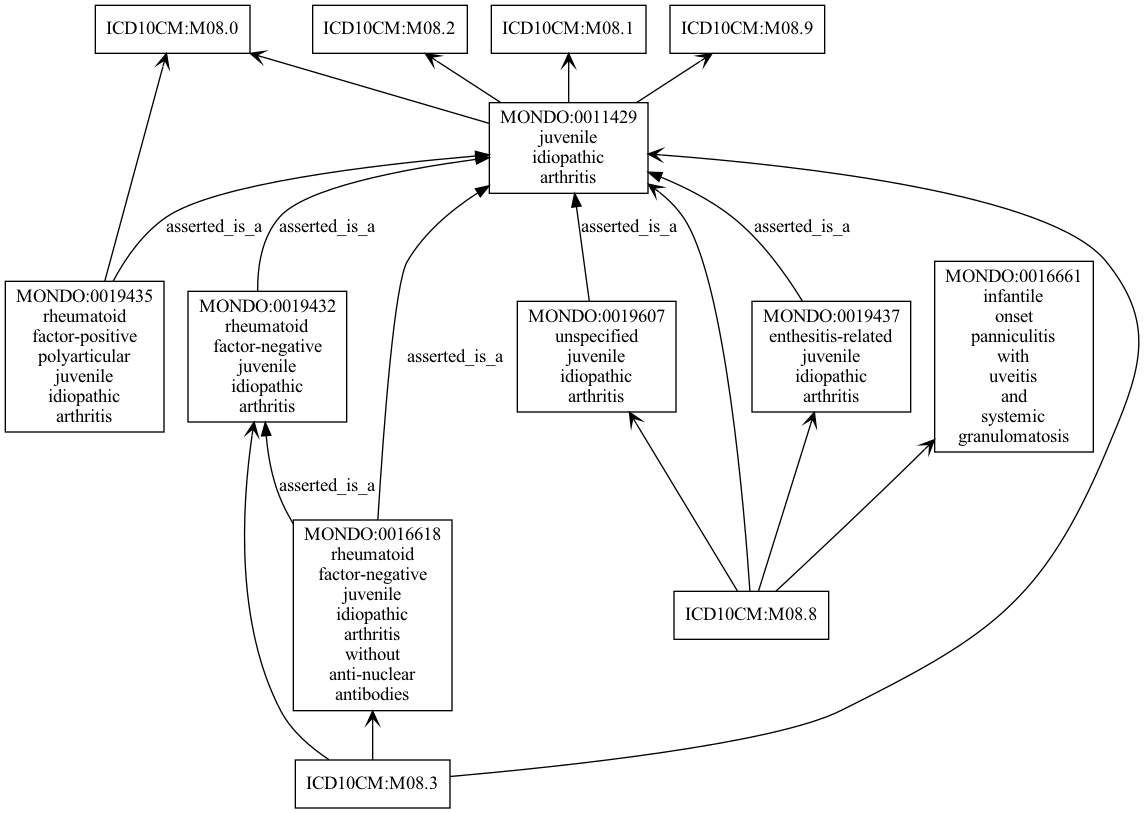 ICD10CM:M08.0
ICD10CM:M08.2
ICD10CM:M08.1
ICD10CM:M08.9
MONDO:0011429
juvenile
idiopathic
arthritis
asserted_is_a
asserted_is_a
asserted_is_a
asserted_is_a
MONDO:0019435
rheumatoid
factor-positive
polyarticular
juvenile
idiopathic
arthritis
MONDO:0019432
rheumatoid
factor-negative
juvenile
idiopathic
arthritis
asserted_is_a
MONDO:0019607
unspecified
juvenile
idiopathic
arthritis
MONDO:0019437
enthesitis-related
juvenile
idiopathic
arthritis
MONDO:0016661
infantile
onset
panniculitis
with
uveitis
and
systemic
granulomatosis
asserted_is_a
MONDO:0016618
rheumatoid
factor-negative
juvenile
idiopathic
arthritis
without
anti-nuclear
antibodies
ICD10CM:M08.8
ICD10CM:M08.3